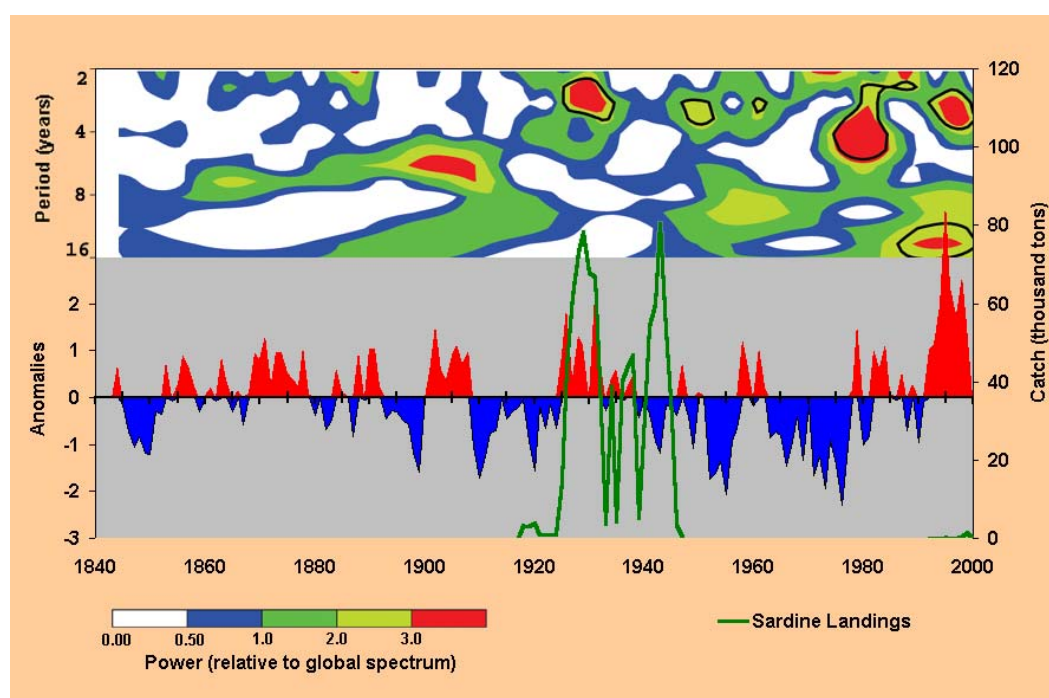 Period (years)
2
4
8
16
Anomalies
2
1
0
-1
-2
-3
120
100
80
60
40
20
0
Catch (thousand tons)
1840 1860 1880 1900 1920 1940 1960 1980 2000
0.00 0.50 1.0 2.0 3.0
Power (relative to global spectrum)
Sardine Landings